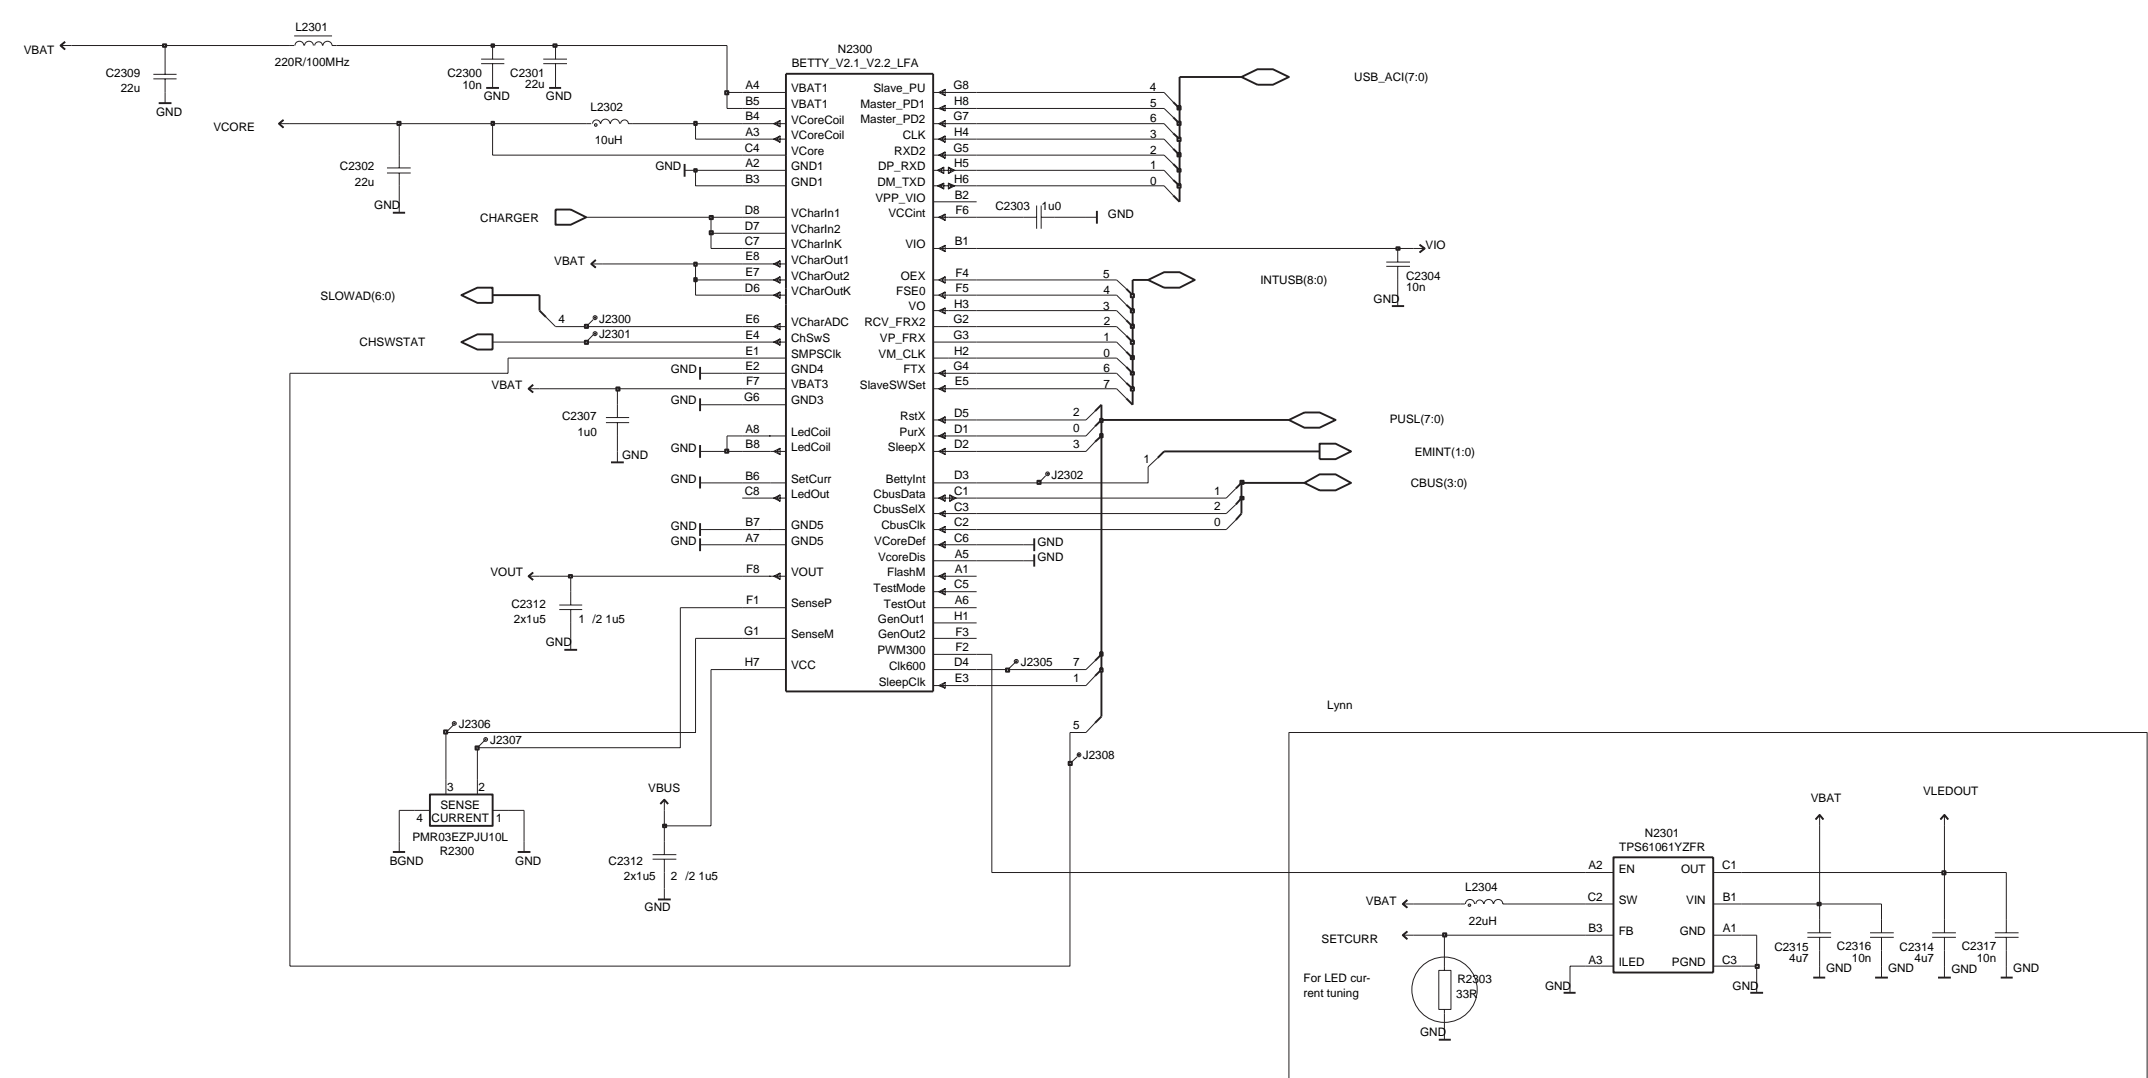 L2301
VBAT
220R/100MHz
C2309
22u
GND
C2300
10n
GND
C2301
22u
GND
N2300
BETTY_V2.1_V2.2_LFA
VCORE
L2302
10uH
C2302
22u
GND
GND
CHARGER
VBAT
SLOWAD(6:0)
4
J2300
CHSWSTAT
J2301
GND
VBAT
GND
C2307
1u0
GND
GND
GND
GND
GND
VOUT
C2312
2x1u5
1 /2 1u5
GND
A4 VBAT1
B5 VBAT1
B4 VCoreCoil
A3 VCoreCoil
C4 VCore
A2 GND1
B3 GND1
D8 VCharIn1
D7 VCharIn2
C7 VCharInK
E8 VCharOut1
E7 VCharOut2
D6 VCharOutK
E6 VCharADC
E4 ChSwS
E1 SMPSClk
E2 GND4
F7 VBAT3
G6 GND3
A8 LedCoil
B8 LedCoil
B6 SetCurr
C8 LedOut
B7 GND5
A7 GND5
F8 VOUT
F1 SenseP
G1 SenseM
H7 VCC
Slave_PU G8 4
Master_PD1 H8 5
Master_PD2 G7 6
CLK H4 3
RXD2 G5 2
DP_RXD H5 1
DM_TXD H6 0
VPP_VIO B2
VCCint F6
VIO B1
OEX F4 5
FSE0 F5 4
VO H3 3
RCV_FRX2 G2 2
VP_FRX G3 1
VM_CLK H2 0
FTX G4 6
SlaveSWSet E5 7
RstX D5 2
PurX D1 0
SleepX D2 3
BettyInt D3 J2302 1
CbusData C1 1
CbusSelX C3 2
CbusClk C2 0
VCoreDef C6 GND
VcoreDis A5 GND
FlashM A1
TestMode C5
TestOut A6
GenOut1 H1
GenOut2 F3
PWM300 F2
Clk600 D4 J2305 7
SleepClk E3 1
5
J2308
USB_ACI(7:0)
C2303 1u0 GND
VIO
C2304
10n
GND
INTUSB(8:0)
PUSL(7:0)
EMINT(1:0)
CBUS(3:0)
J2306
J2307
3 2
SENSE
CURRENT
4 1
PMR03EZPJU10L
R2300
BGND
GND
VBUS
C2312
2x1u5
2 /2 1u5
GND
Lynn
VBAT
VLEDOUT
N2301
TPS61061YZFR
A2 EN OUT C1
C2 SW VIN B1
B3 FB GND A1
A3 ILED PGND C3
L2304
VBAT
22uH
SETCURR
For LED cur-
rent tuning
R2303
33R
GND
GND
GND
C2315
4u7
GND
C2316
10n
GND
C2314
4u7
GND
C2317
10n
GND